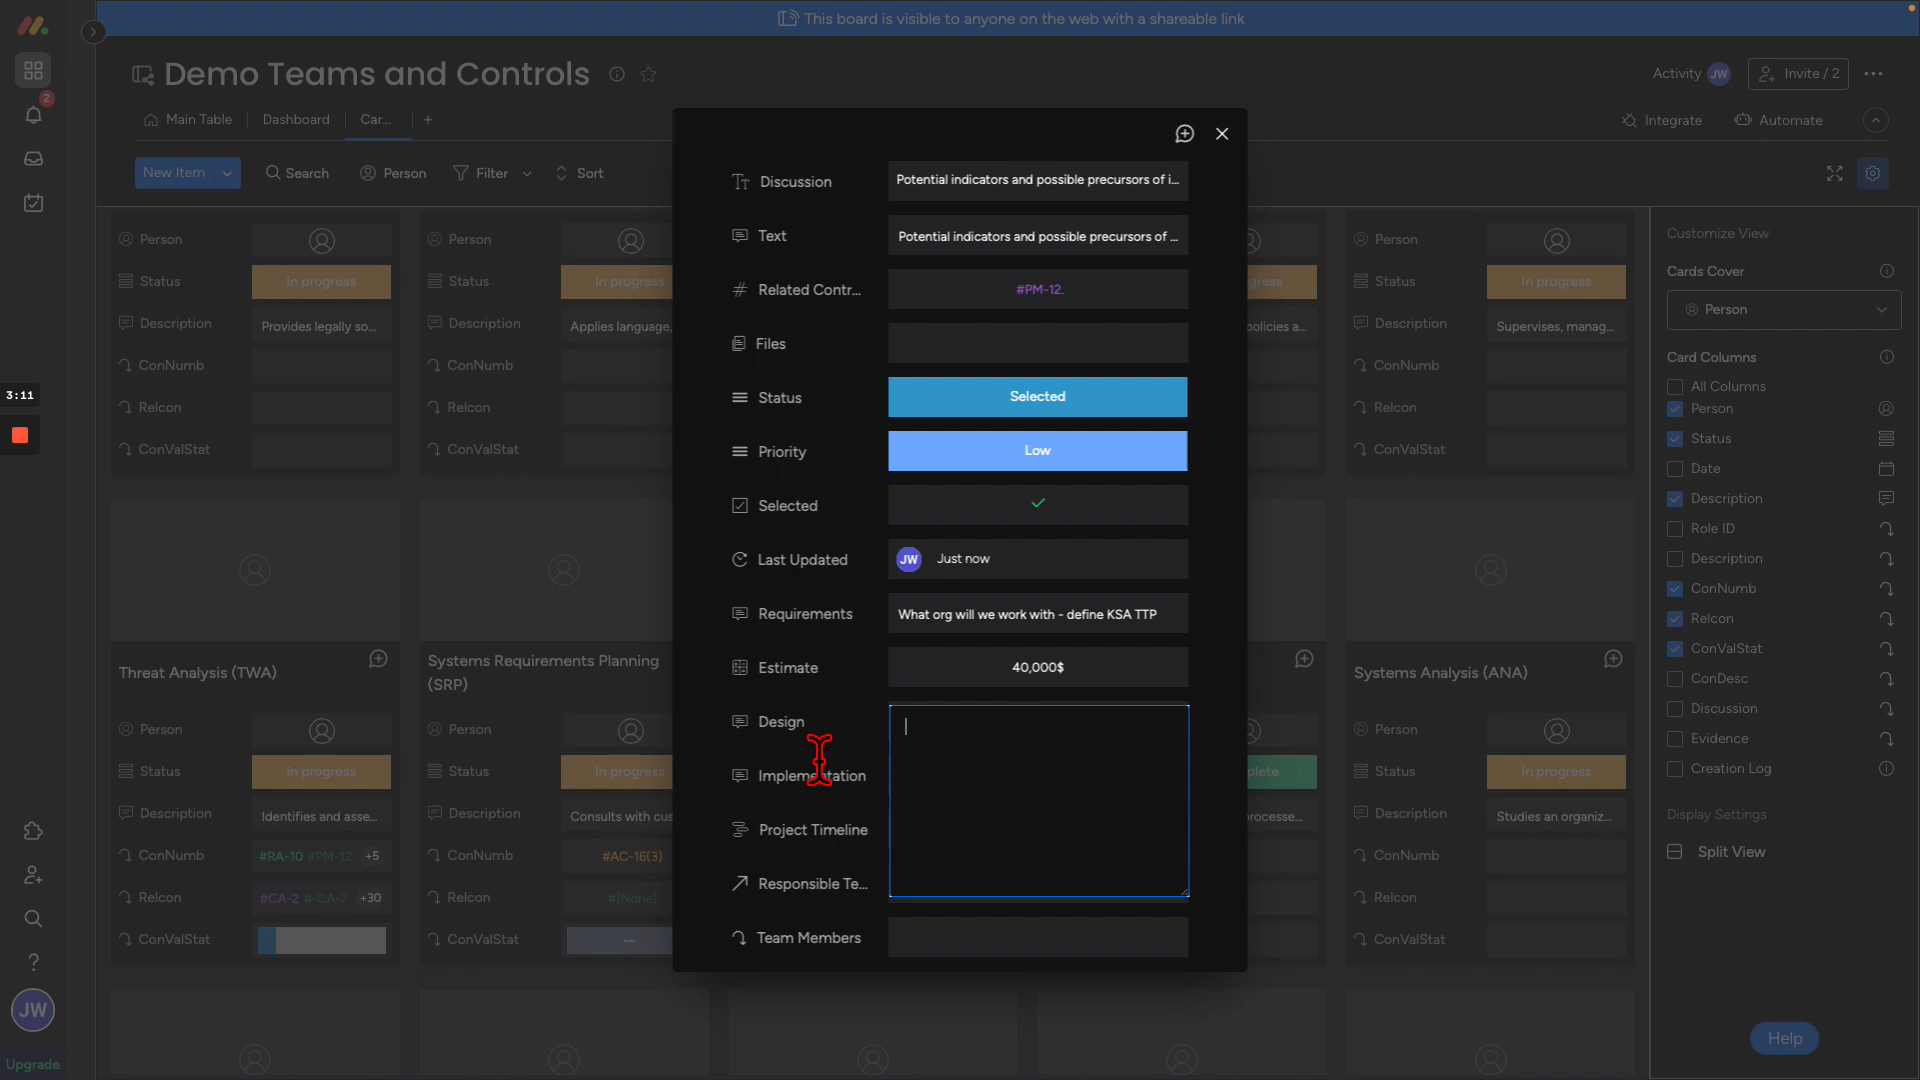 This board is visible to anyone on the web with a shareable link
Demo Teams and Controls
Activity JW Invite / 2
Main Table Dashboard Car... +
Integrate Automate
New Item Search Person Filter Sort
2
3:11
JW
Upgrade
Person
Status In progress
Description Provides legally so...
ConNumb
Relcon
ConValStat
Person
Status In progress
Description Applies language,
ConNumb
Relcon
ConValStat
gress
policies a...
Person
Status In progress
Description Supervises, manag...
ConNumb
Relcon
ConValStat
Threat Analysis (TWA)
Person
Status In progress
Description Identifies and asse...
ConNumb #RA-10 #PM-12 +5
Relcon #CA-2 #-CA-7 +30
ConValStat
Systems Requirements Planning
(SRP)
Person
Status In progress
Description Consults with cus
ConNumb #AC-16(3)
Relcon #[None]
ConValStat --
plete
processe...
Systems Analysis (ANA)
Person
Status In progress
Description Studies an organiz...
ConNumb
Relcon
ConValStat
Discussion Potential indicators and possible precursors of i...
Text Potential indicators and possible precursors of ...
Related Contr... #PM-12.
Files
Status Selected
Priority Low
Selected
Last Updated JW Just now
Requirements What org will we work with - define KSA TTP
Estimate 40,000$
Design
Implementation
Project Timeline
Responsible Te...
Team Members
Customize View
Cards Cover
Person
Card Columns
All Columns
Person
Status
Date
Description
Role ID
Description
ConNumb
Relcon
ConValStat
ConDesc
Discussion
Evidence
Creation Log
Display Settings
Split View
Help